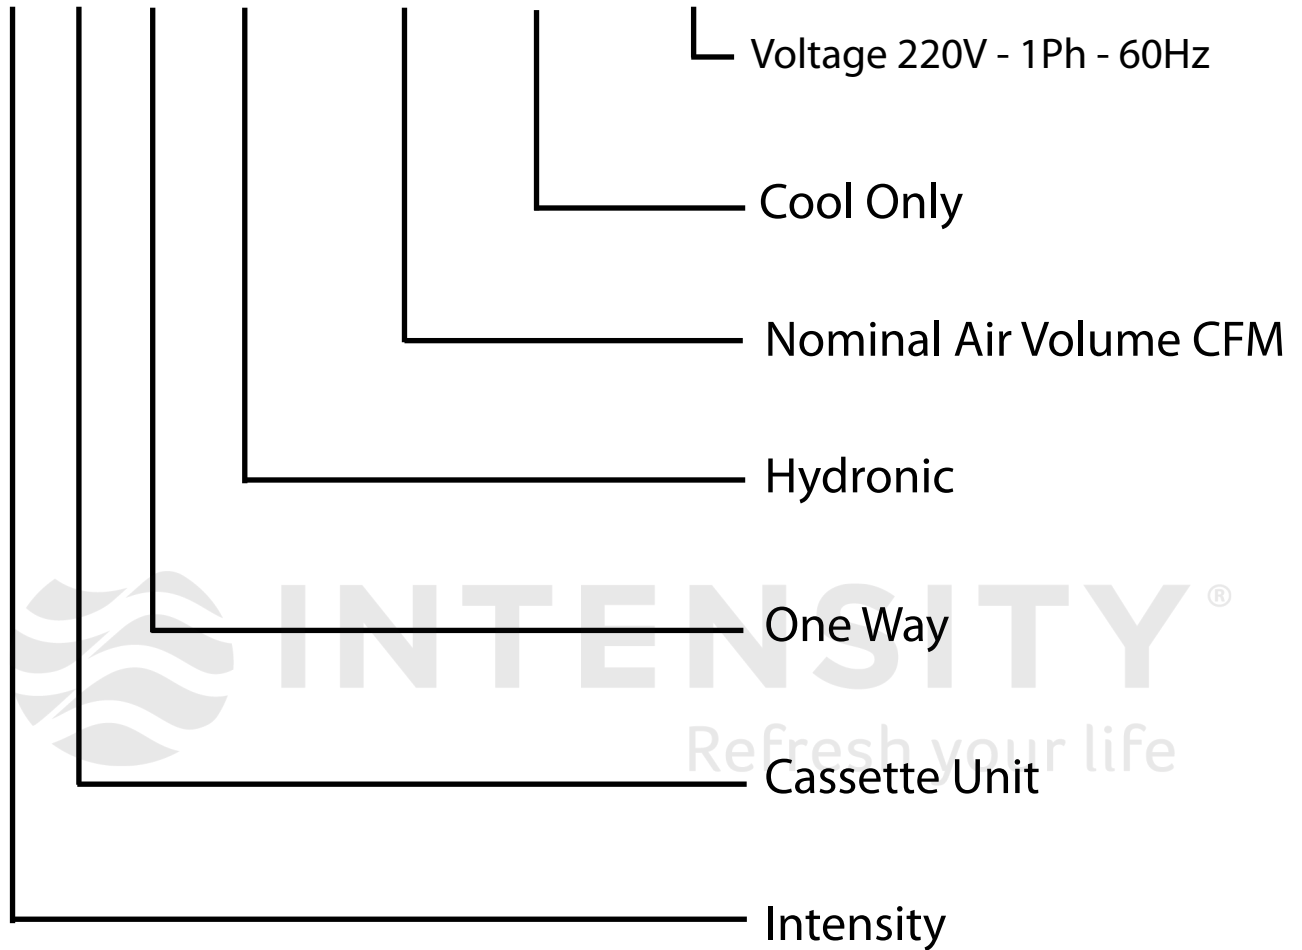 Voltage 220V - 1Ph - 60Hz
Cool Only
Nominal Air Volume CFM
Hydronic
INTENSITY®
One Way
Refresh your life
Cassette Unit
Intensity